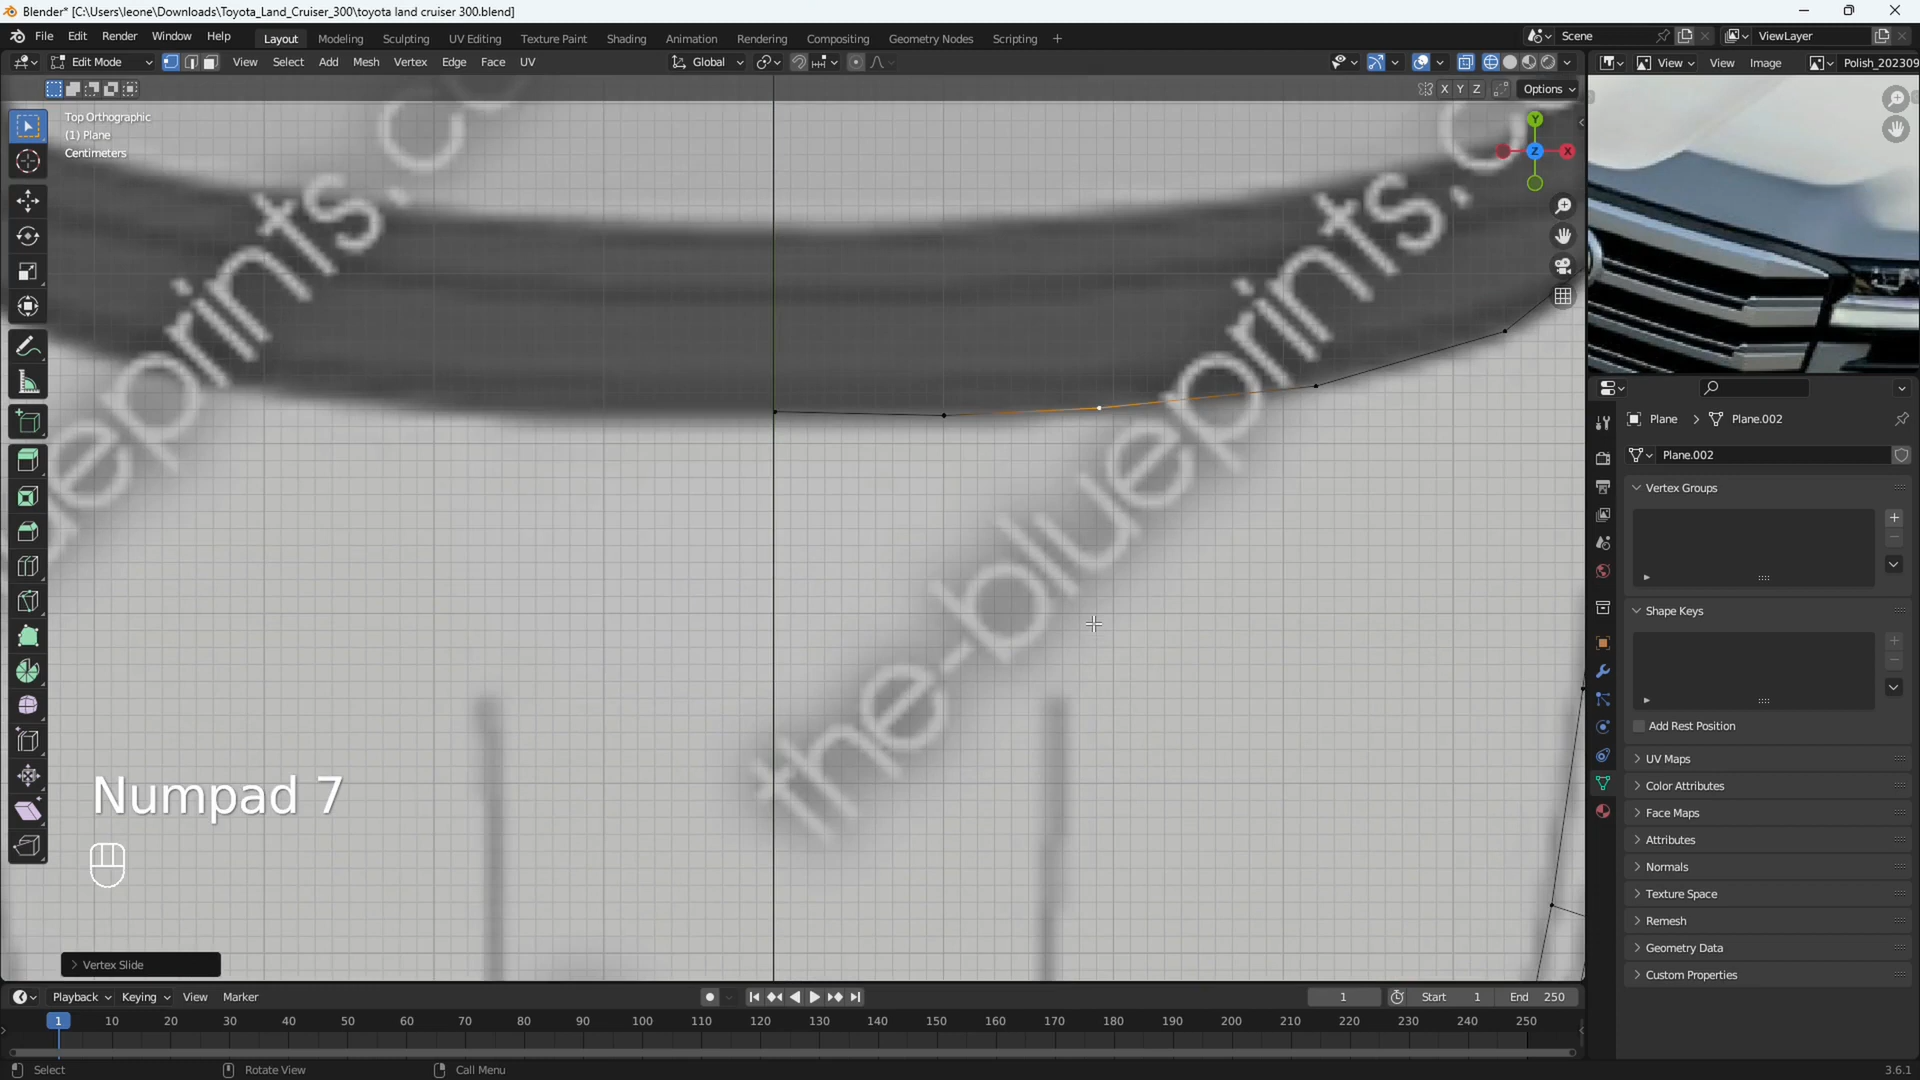 Blender* [C:\Users\leone\Downloads\Toyota_Land_Cruiser_300\toyota land cruiser 300.blend]
File Edit Render Window Help Layout Modeling Sculpting UV Editing Texture Paint Shading Animation Rendering Compositing Geometry Nodes Scripting + Scene ViewLayer
Edit Mode View Select Add Mesh Vertex Edge Face UV Global View View Image Polish_202309
X Y Z Options
Top Orthographic
(1) Plane
Centimeters
Y
X
Z
ueprints.c
the-blueprints.c
Plane > Plane.002
Plane.002
Vertex Groups
Shape Keys
Add Rest Position
UV Maps
Color Attributes
Face Maps
Attributes
Normals
Texture Space
Remesh
Geometry Data
Custom Properties
Numpad 7
> Vertex Slide
Playback Keying View Marker 1 Start 1 End 250
1 10 20 30 40 50 60 70 80 90 100 110 120 130 140 150 160 170 180 190 200 210 220 230 240 250
Select Rotate View Call Menu 3.6.1